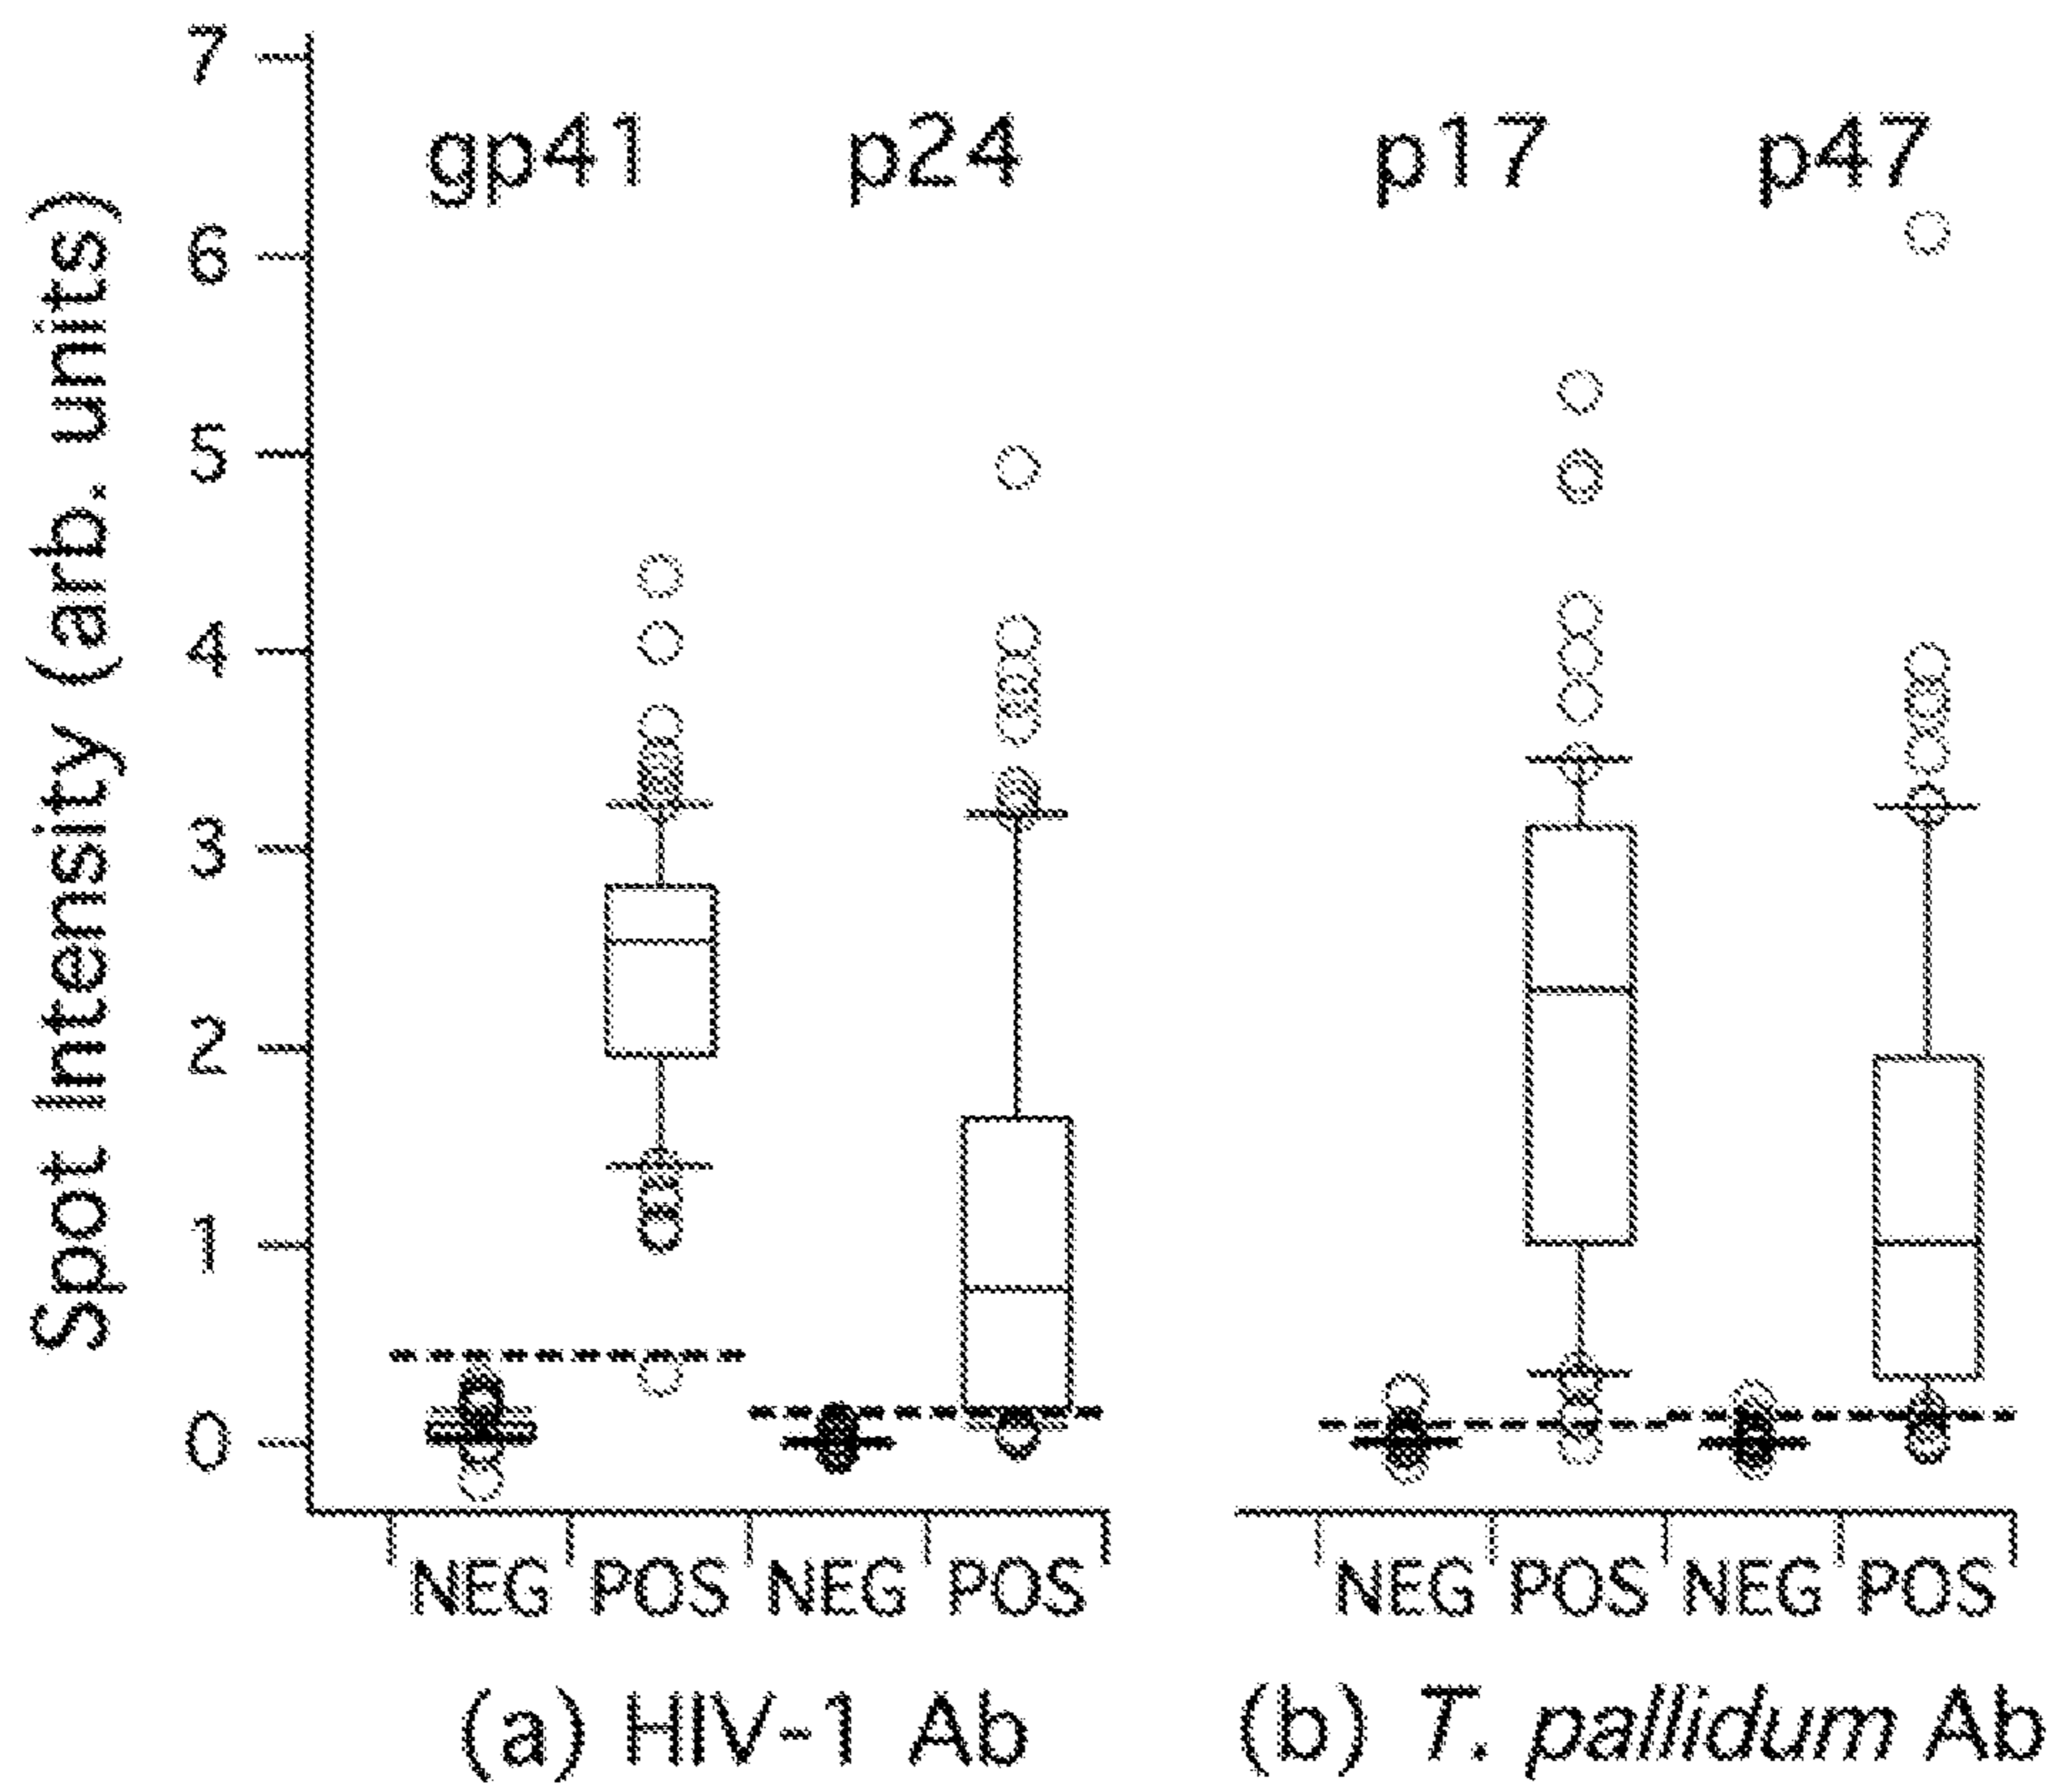 Spot Intensity (arb. units)
7
6
5
4
3
2
1
0
gp41 p24 p17 p47
NEG POS NEG POS NEG POS NEG POS
(a) HIV-1 Ab (b) T. pallidum Ab